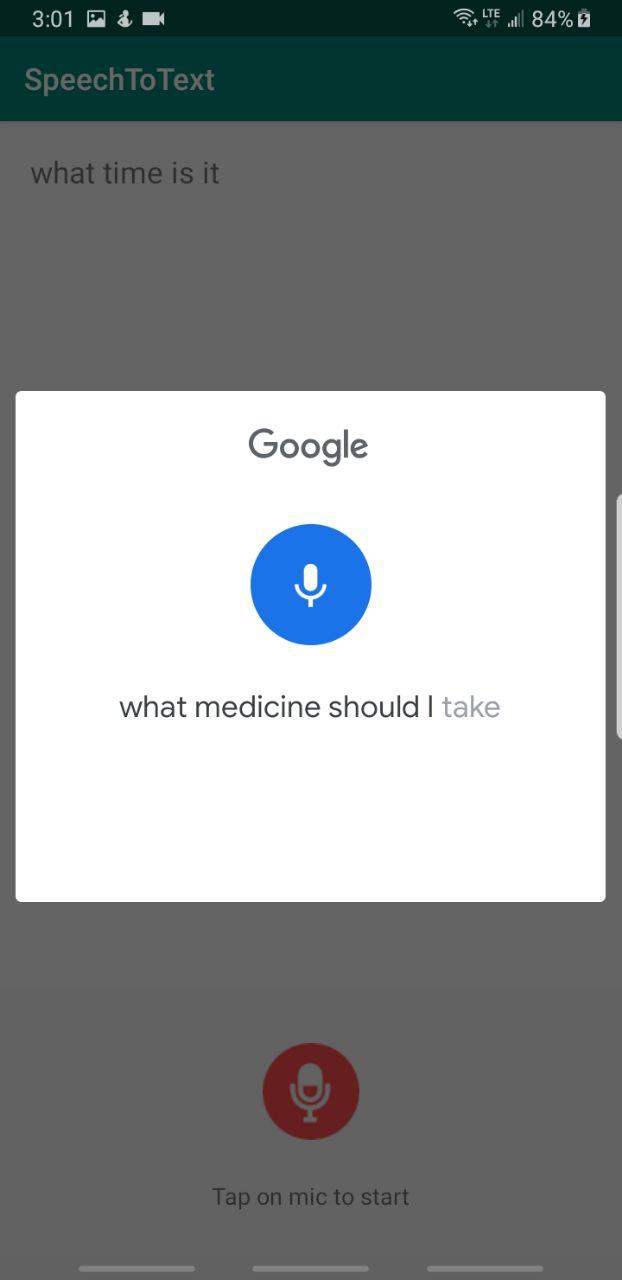 3:01 LTE 84%
SpeechToText
what time is it
Google
what medicine should I take
Tap on mic to start